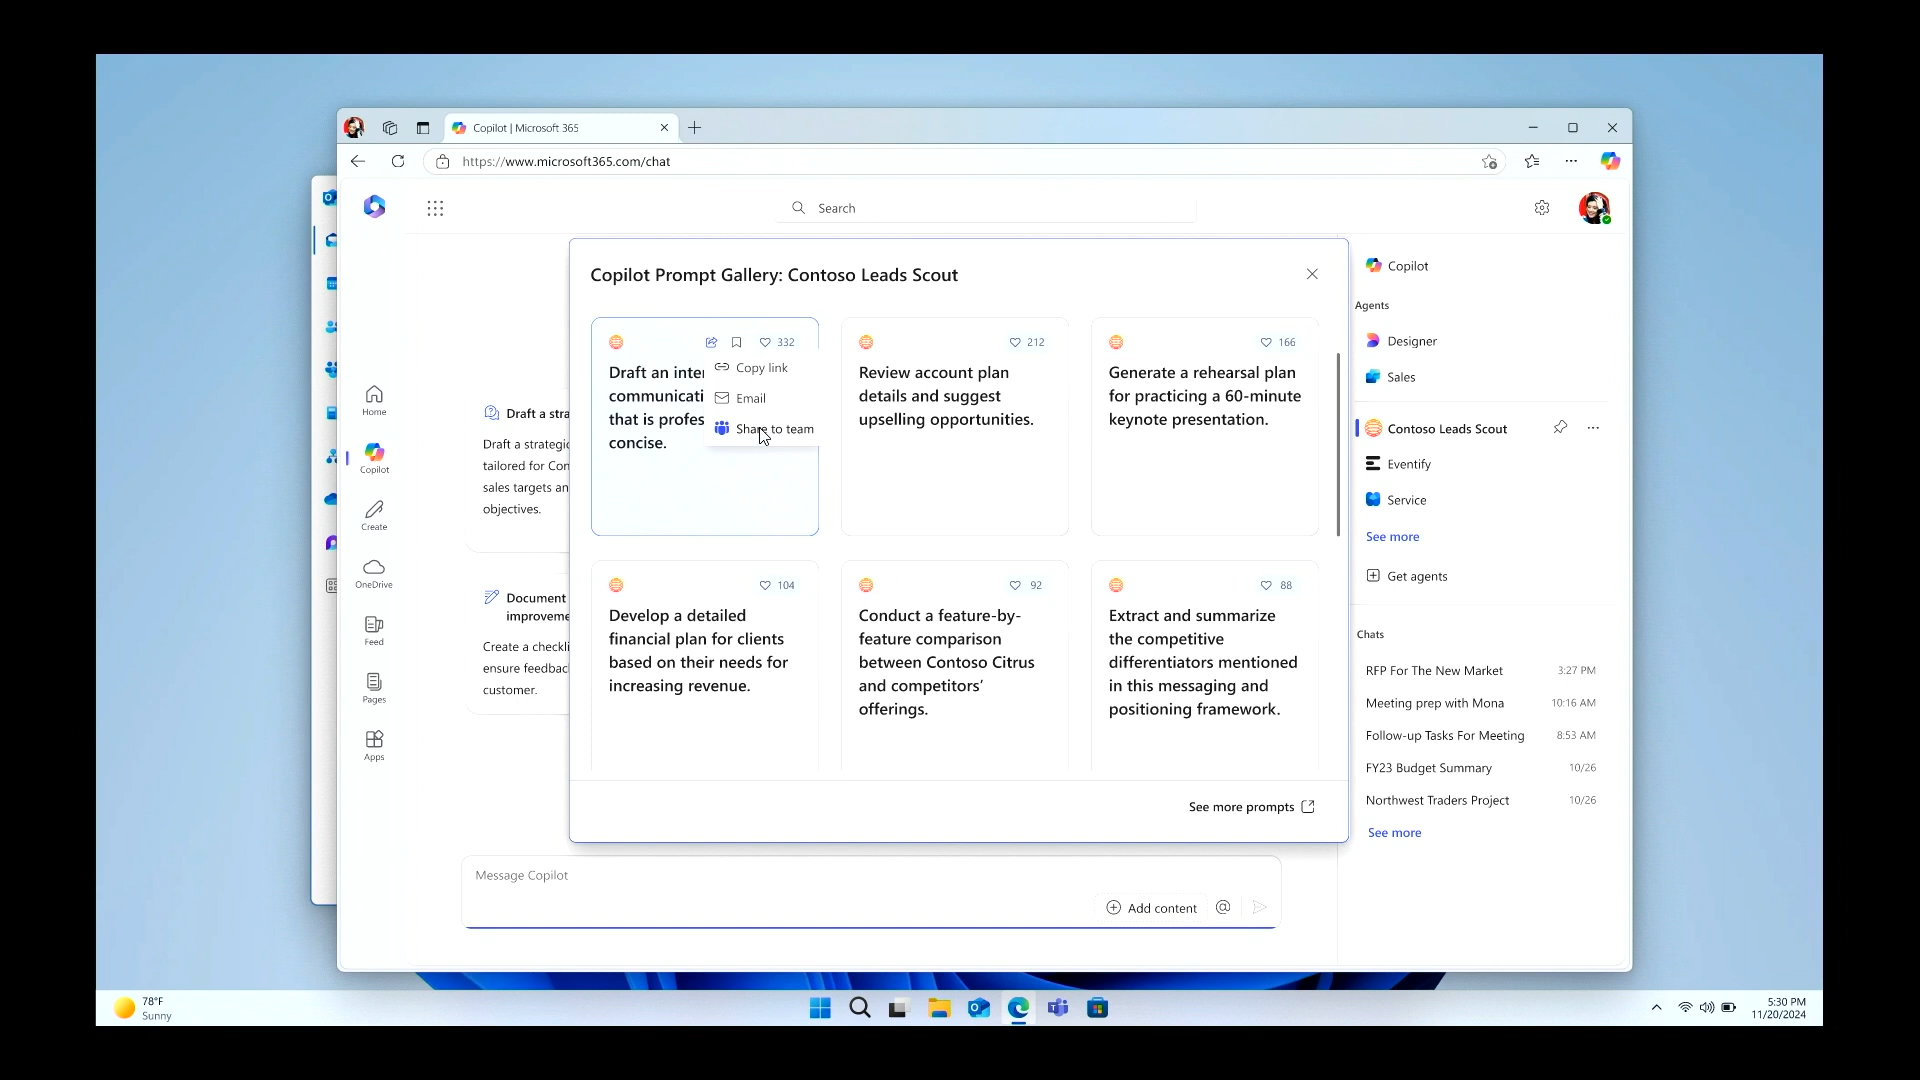 Copilot | Microsoft 365
https://www.microsoft365.com/chat
Search
Home
Copilot
Create
OneDrive
Feed
Pages
Apps
Draft a stra
Draft a strategic
tailored for Con
sales targets an
objectives.
Document
improveme
Create a checkli
ensure feedbac
customer.
Copilot Prompt Gallery: Contoso Leads Scout
332
Draft an inter
communicati
that is profes
concise.
Copy link
Email
Share to team
212
Review account plan
details and suggest
upselling opportunities.
166
Generate a rehearsal plan
for practicing a 60-minute
keynote presentation.
104
Develop a detailed
financial plan for clients
based on their needs for
increasing revenue.
92
Conduct a feature-by-
feature comparison
between Contoso Citrus
and competitors’
offerings.
88
Extract and summarize
the competitive
differentiators mentioned
in this messaging and
positioning framework.
See more prompts
Message Copilot
Add content
Copilot
Agents
Designer
Sales
Contoso Leads Scout
Eventify
Service
See more
Get agents
Chats
RFP For The New Market 3:27 PM
Meeting prep with Mona 10:16 AM
Follow-up Tasks For Meeting 8:53 AM
FY23 Budget Summary 10/26
Northwest Traders Project 10/26
See more
78°F
Sunny
5:30 PM
11/20/2024